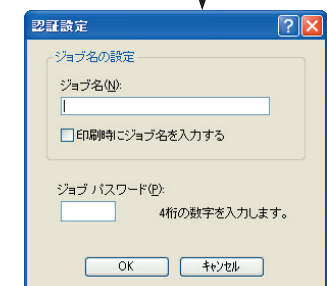 認証設定
ジョブ名の設定
ジョブ名(N):
印刷時にジョブ名を入力する
ジョブ パスワード(P):
4桁の数字を入力します。
OK キャンセル